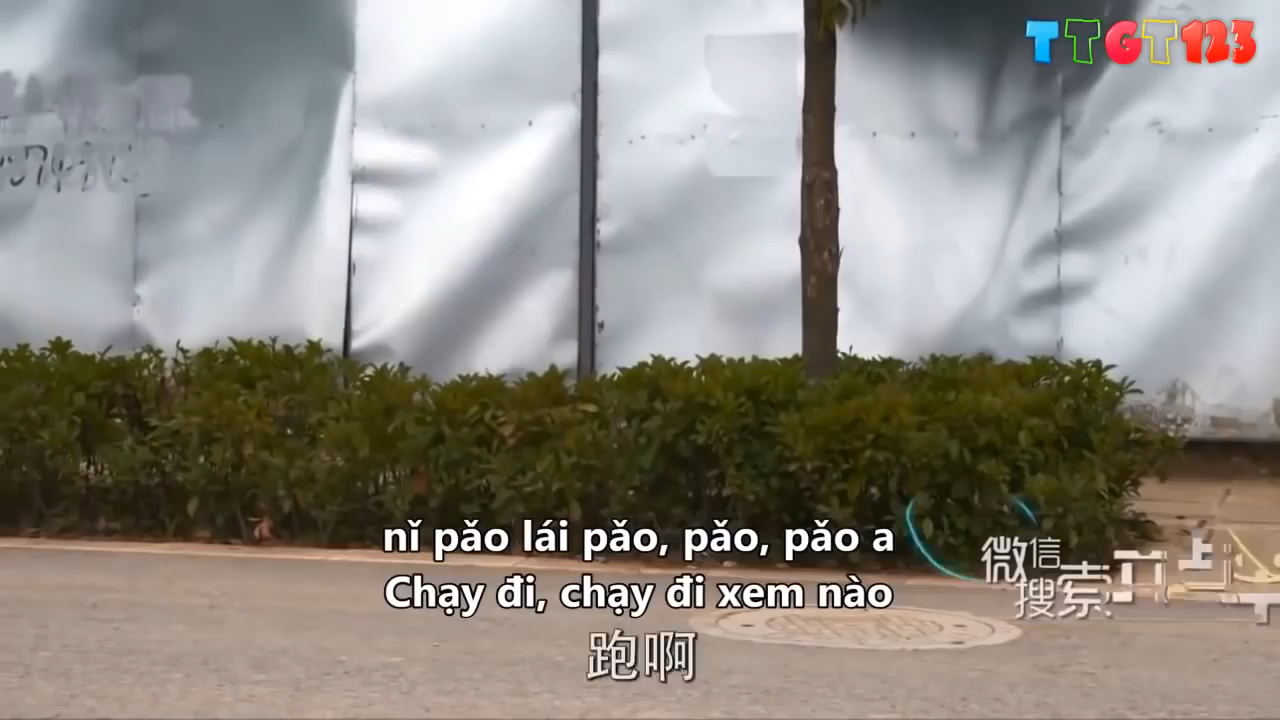 TTGT123
nǐ pǎo lái pǎo, pǎo, pǎo a
Chạy đi, chạy đi xem nào
微信
搜索
跑啊